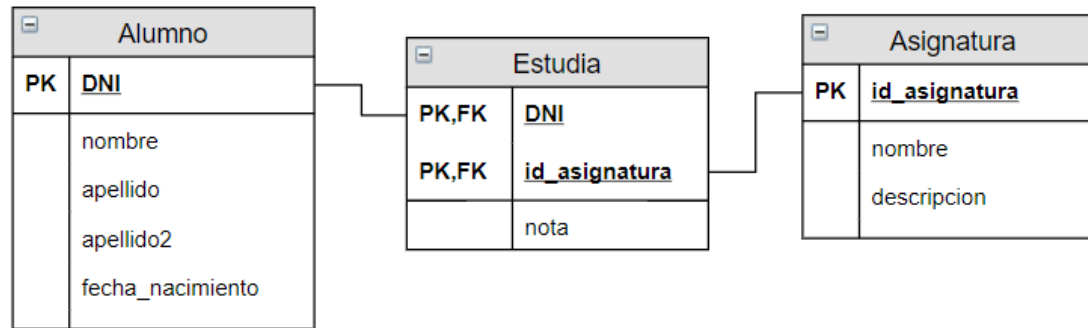 Alumno
PK DNI
nombre
apellido
apellido2
fecha_nacimiento
Estudia
PK,FK DNI
PK,FK id_asignatura
nota
Asignatura
PK id_asignatura
nombre
descripcion